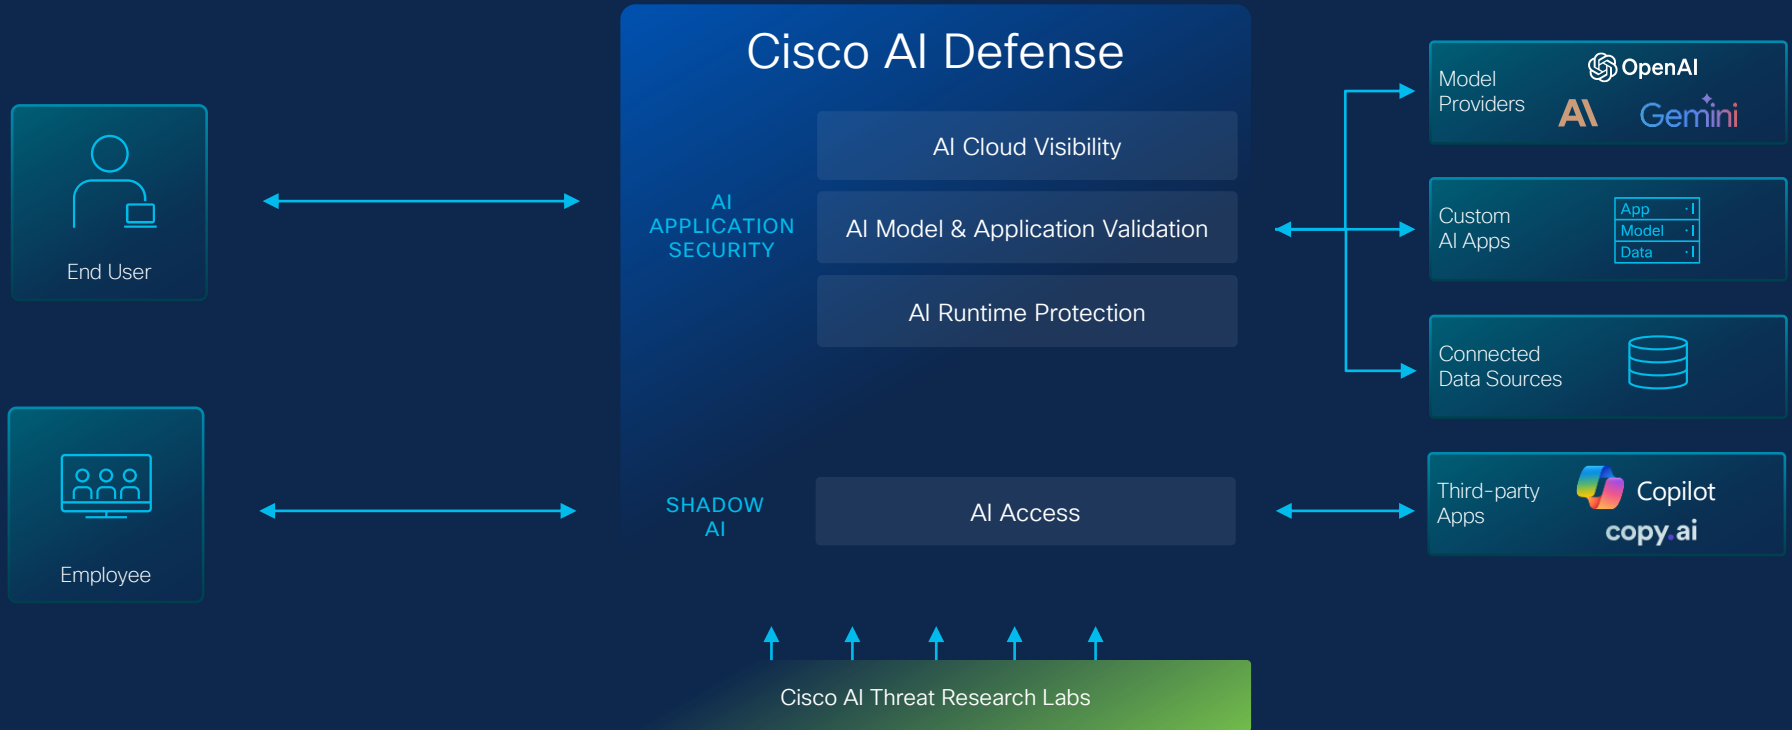 Cisco AI Defense
End User
AI
APPLICATION
SECURITY
AI Cloud Visibility
AI Model & Application Validation
AI Runtime Protection
Model
Providers
OpenAI
AI
Gemini
Custom
AI Apps
App
Model
Data
Connected
Data Sources
Employee
SHADOW
AI
AI Access
Third-party
Apps
Copilot
copy.ai
Cisco AI Threat Research Labs